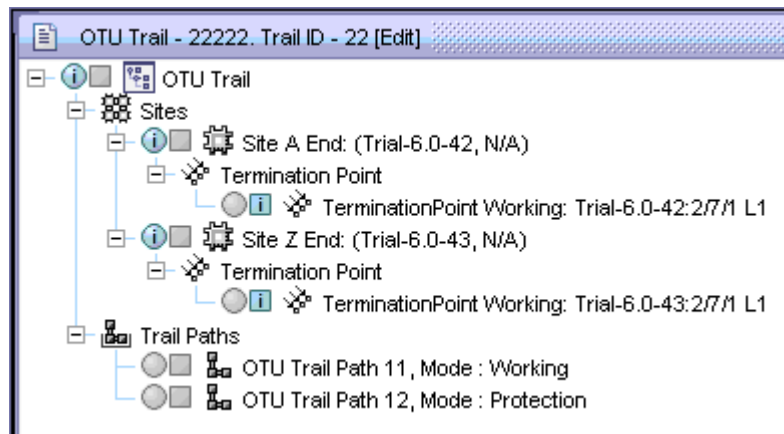 OTU Trail - 22222. Trail ID - 22 [Edit]
OTU Trail
Sites
Site A End: (Trial-6.0-42, N/A)
Termination Point
TerminationPoint Working: Trial-6.0-42:2/7/1 L1
Site Z End: (Trial-6.0-43, N/A)
Termination Point
TerminationPoint Working: Trial-6.0-43:2/7/1 L1
Trail Paths
OTU Trail Path 11, Mode : Working
OTU Trail Path 12, Mode : Protection